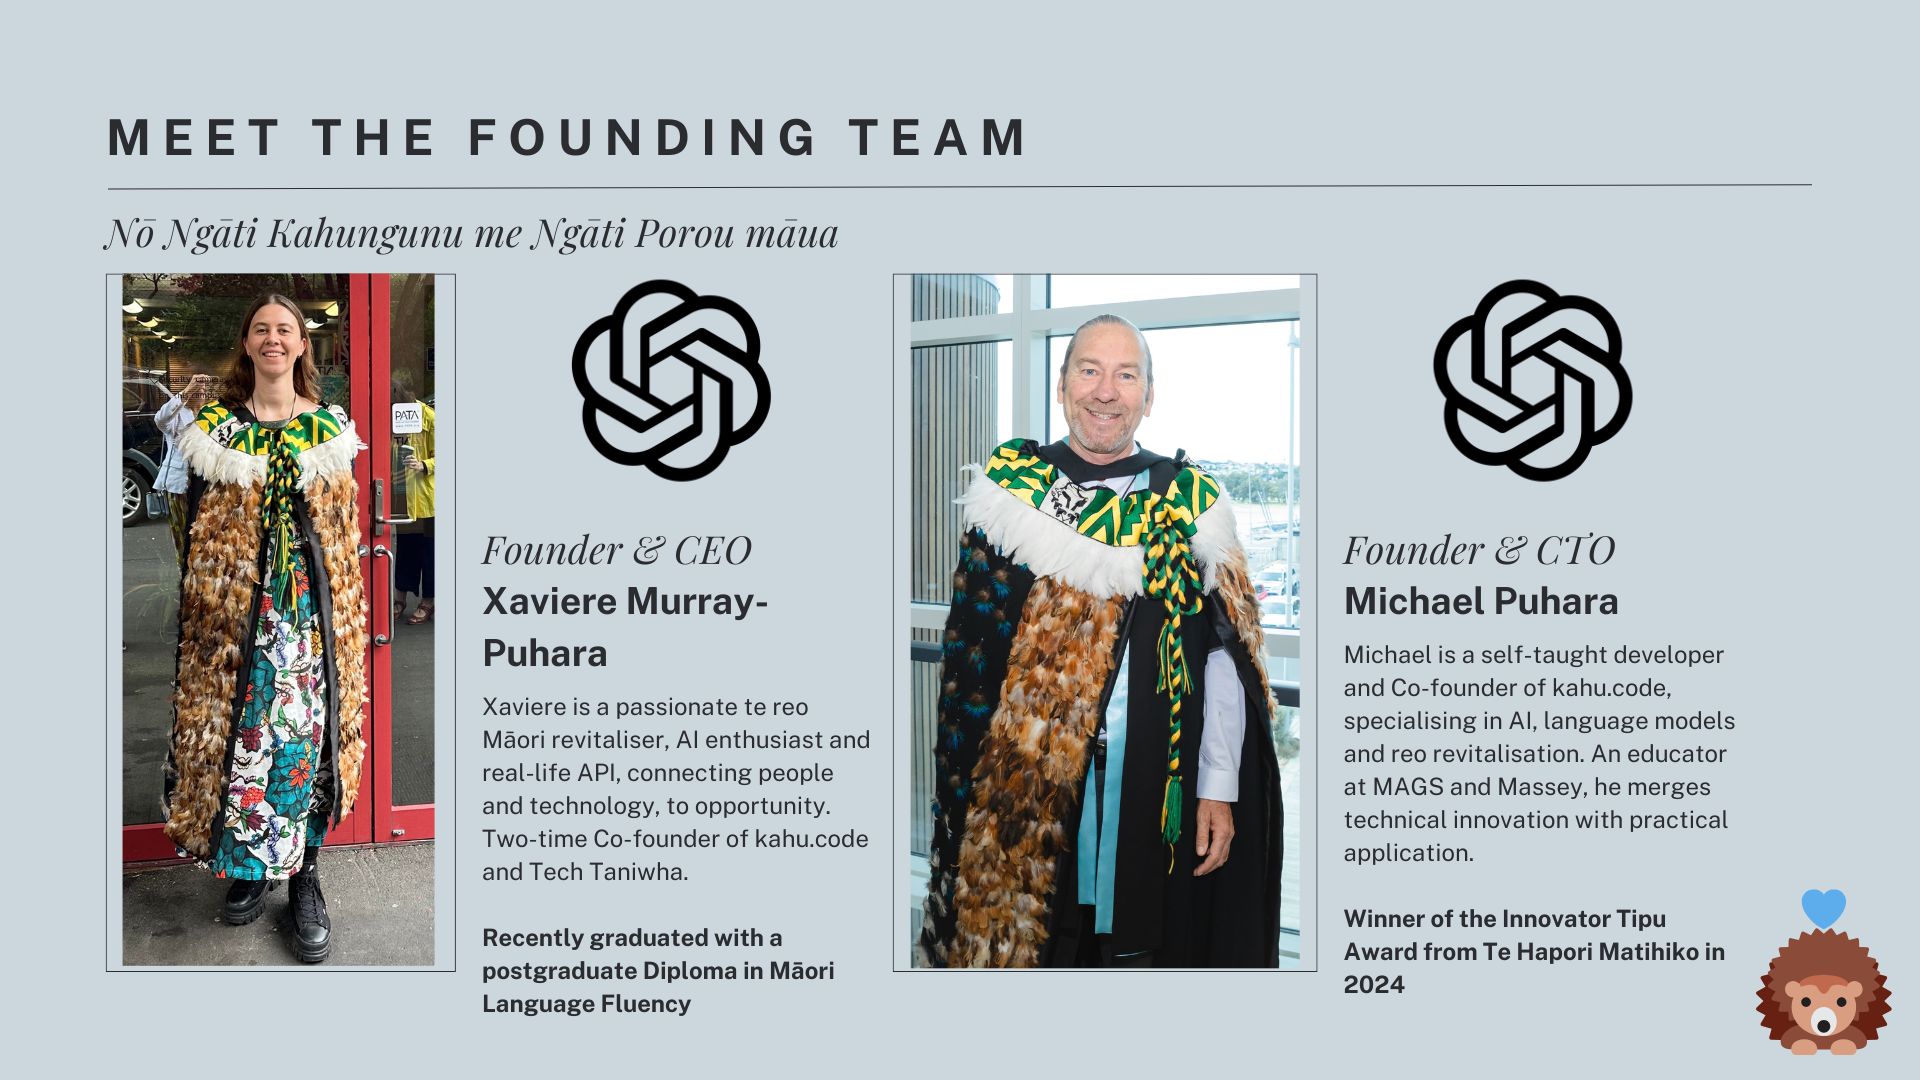 MEET THE FOUNDING TEAM
Nō Ngāti Kahungunu me Ngāti Porou māua
PATA
Founder & CEO
Xaviere Murray-
Puhara
Xaviere is a passionate te reo
Māori revitaliser, AI enthusiast and
real-life API, connecting people
and technology, to opportunity.
Two-time Co-founder of kahu.code
and Tech Taniwha.
Recently graduated with a
postgraduate Diploma in Māori
Language Fluency
Founder & CTO
Michael Puhara
Michael is a self-taught developer
and Co-founder of kahu.code,
specialising in AI, language models
and reo revitalisation. An educator
at MAGS and Massey, he merges
technical innovation with practical
application.
Winner of the Innovator Tipu
Award from Te Hapori Matihiko in
2024